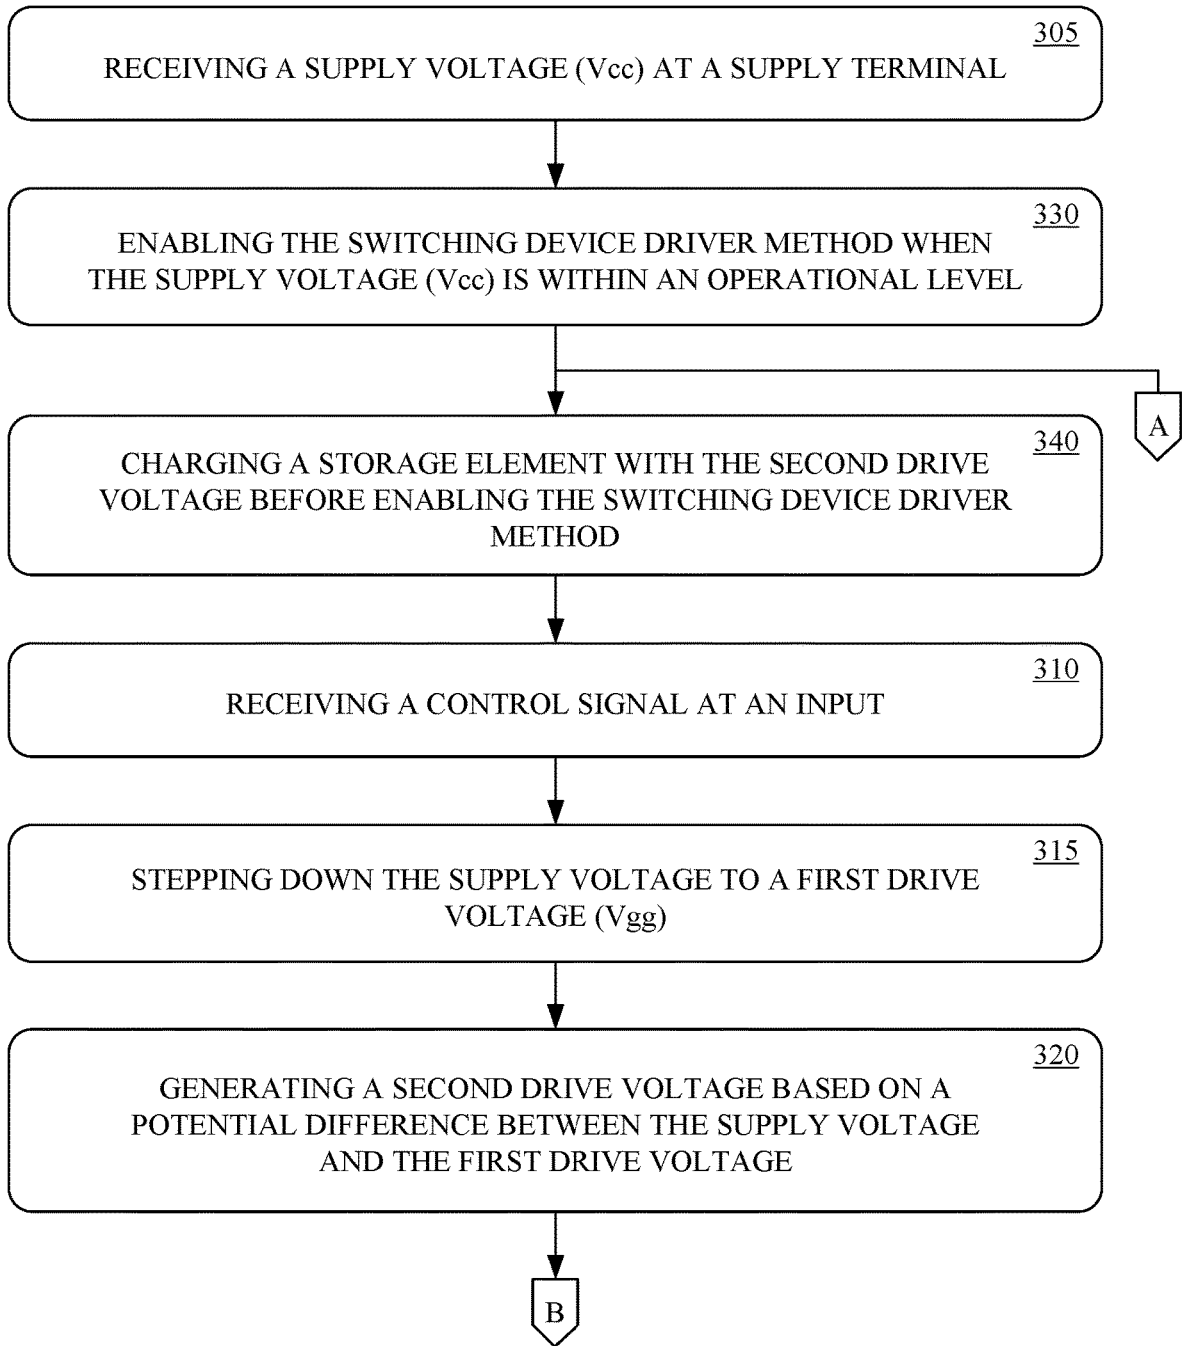 305
RECEIVING A SUPPLY VOLTAGE (Vcc) AT A SUPPLY TERMINAL
330
ENABLING THE SWITCHING DEVICE DRIVER METHOD WHEN
THE SUPPLY VOLTAGE (Vcc) IS WITHIN AN OPERATIONAL LEVEL
A
340
CHARGING A STORAGE ELEMENT WITH THE SECOND DRIVE
VOLTAGE BEFORE ENABLING THE SWITCHING DEVICE DRIVER
METHOD
310
RECEIVING A CONTROL SIGNAL AT AN INPUT
315
STEPPING DOWN THE SUPPLY VOLTAGE TO A FIRST DRIVE
VOLTAGE (Vgg)
320
GENERATING A SECOND DRIVE VOLTAGE BASED ON A
POTENTIAL DIFFERENCE BETWEEN THE SUPPLY VOLTAGE
AND THE FIRST DRIVE VOLTAGE
B